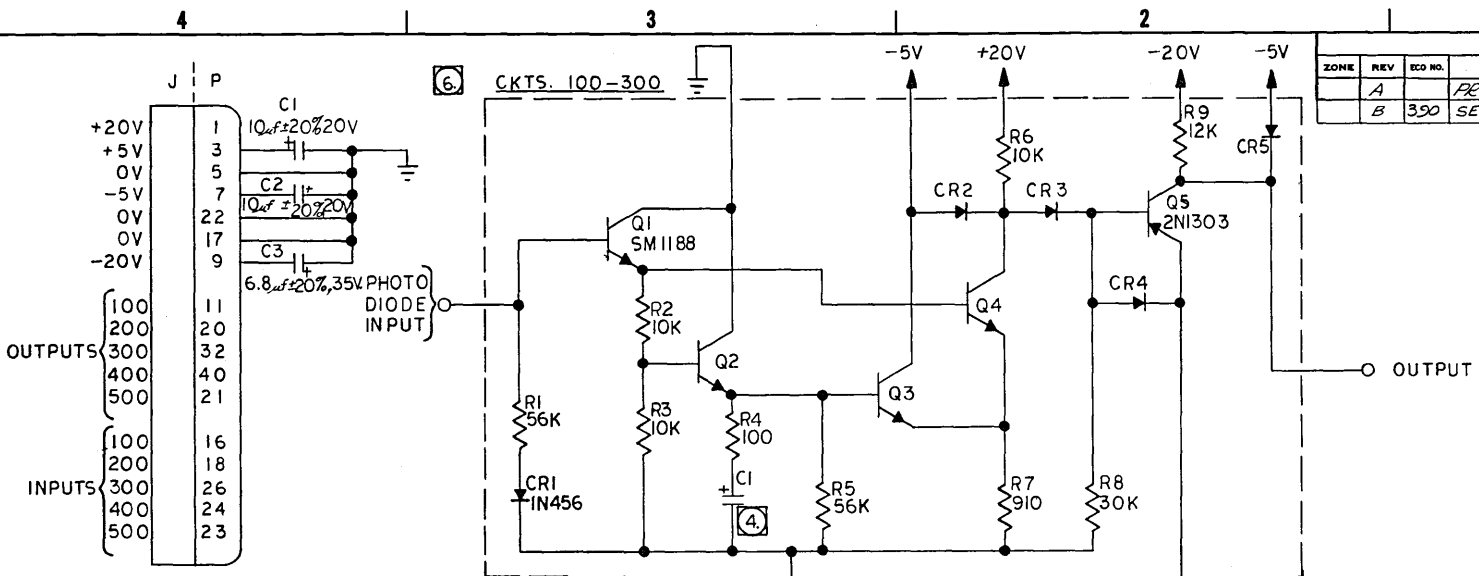 4 3 2
ZONE REV ECO NO.
A PR
B 390 SE
6. CKTS. 100-300
-5V +20V -20V -5V
J P
C1
10µf±20%20V
+20V 1
+5V 3
0V 5
-5V 7
C2
10µf ±20%20V
0V 22
0V 17
-20V 9
C3
6.8µf±20%,35V
OUTPUTS
100 11
200 20
300 32
400 40
500 21
INPUTS
100 16
200 18
300 26
400 24
500 23
PHOTO
DIODE
INPUT
Q1
SM1188
R2
10K
Q2
R1
56K
R3
10K
R4
100
CR1
1N456
C1
4.
R5
56K
Q3
Q4
R6
10K
CR2
CR3
R7
910
R8
30K
CR4
R9
12K
CR5
Q5
2N1303
OUTPUT